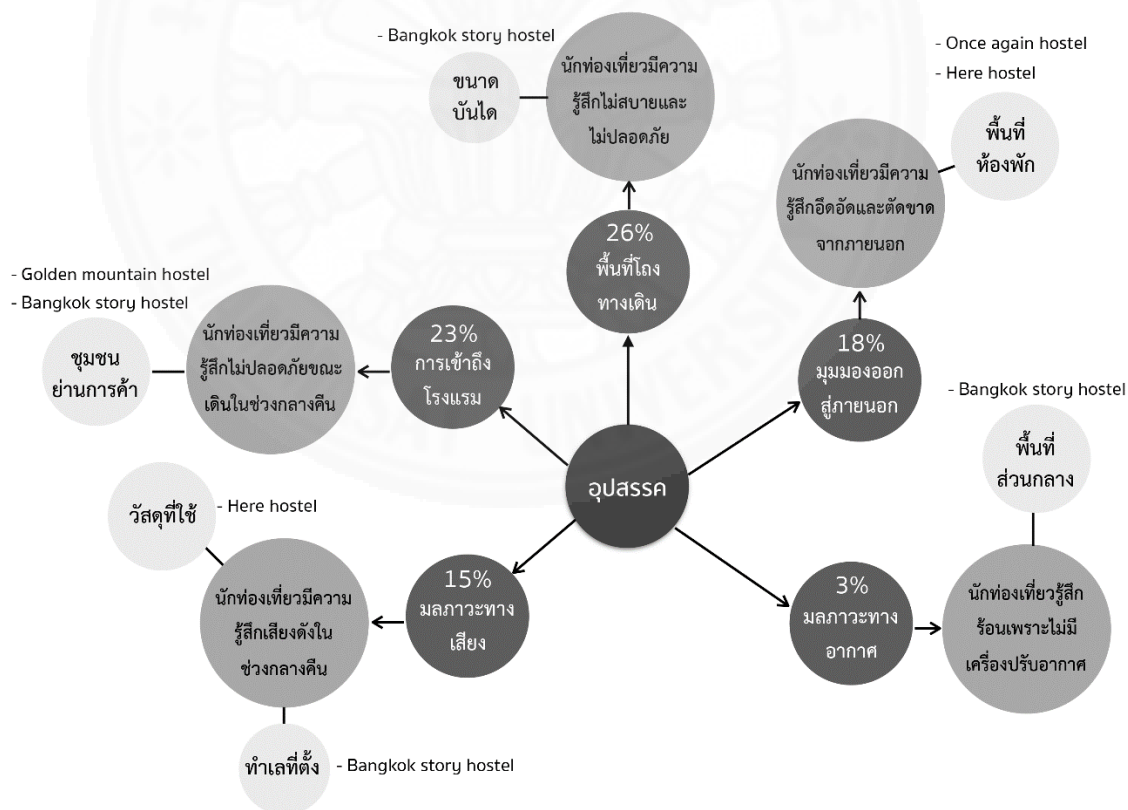 - Bangkok story hostel
ขนาด
บันได
นักท่องเที่ยวมีความ
รู้สึกไม่สบายและ
ไม่ปลอดภัย
26%
พื้นที่โถง
ทางเดิน
- Once again hostel
- Here hostel
พื้นที่
ห้องพัก
นักท่องเที่ยวมีความ
รู้สึกอึดอัดและตัดขาด
จากภายนอก
18%
มุมมองออก
สู่ภายนอก
- Golden mountain hostel
- Bangkok story hostel
ชุมชน
ย่านการค้า
นักท่องเที่ยวมีความ
รู้สึกไม่ปลอดภัยขณะ
เดินในช่วงกลางคืน
23%
การเข้าถึง
โรงแรม
อุปสรรค
- Bangkok story hostel
พื้นที่
ส่วนกลาง
นักท่องเที่ยวรู้สึก
ร้อนเพราะไม่มี
เครื่องปรับอากาศ
3%
มลภาวะทาง
อากาศ
วัสดุที่ใช้
- Here hostel
นักท่องเที่ยวมีความ
รู้สึกเสียงดังใน
ช่วงกลางคืน
15%
มลภาวะทาง
เสียง
ทำเลที่ตั้ง
- Bangkok story hostel